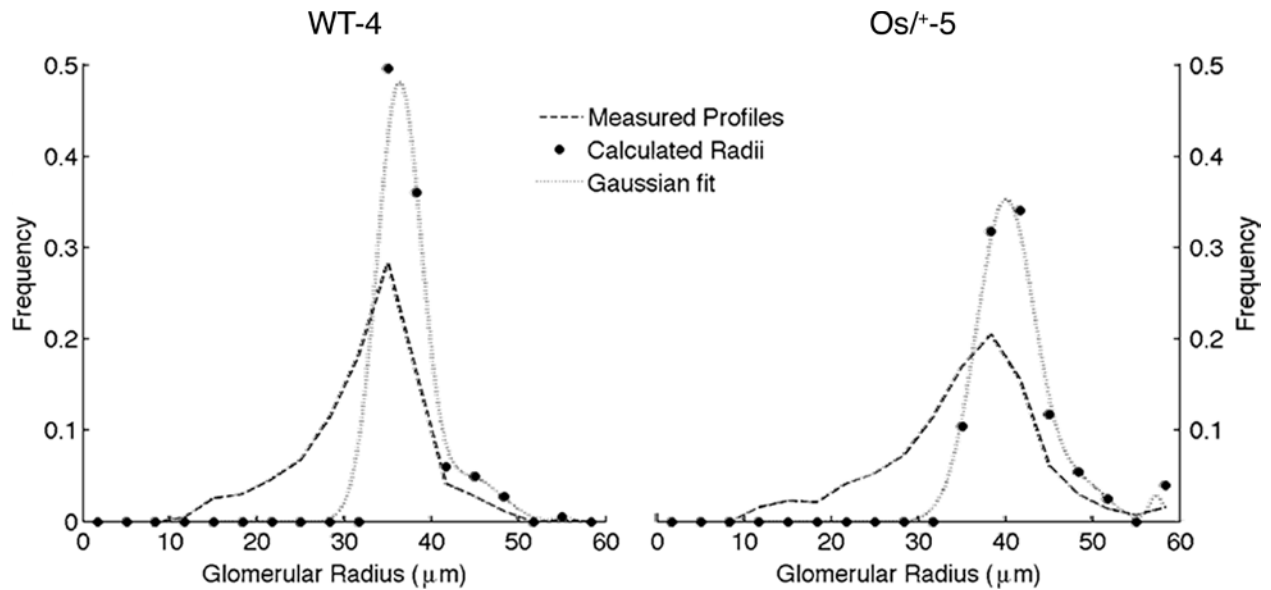 WT-4
Os/⁺-5
0.5
0.4
0.3
0.2
0.1
0
Frequency
0 10 20 30 40 50 60
Glomerular Radius (μm)
Measured Profiles
Calculated Radii
Gaussian fit
0.5
0.4
0.3
0.2
0.1
Frequency
0 10 20 30 40 50 60
Glomerular Radius (μm)